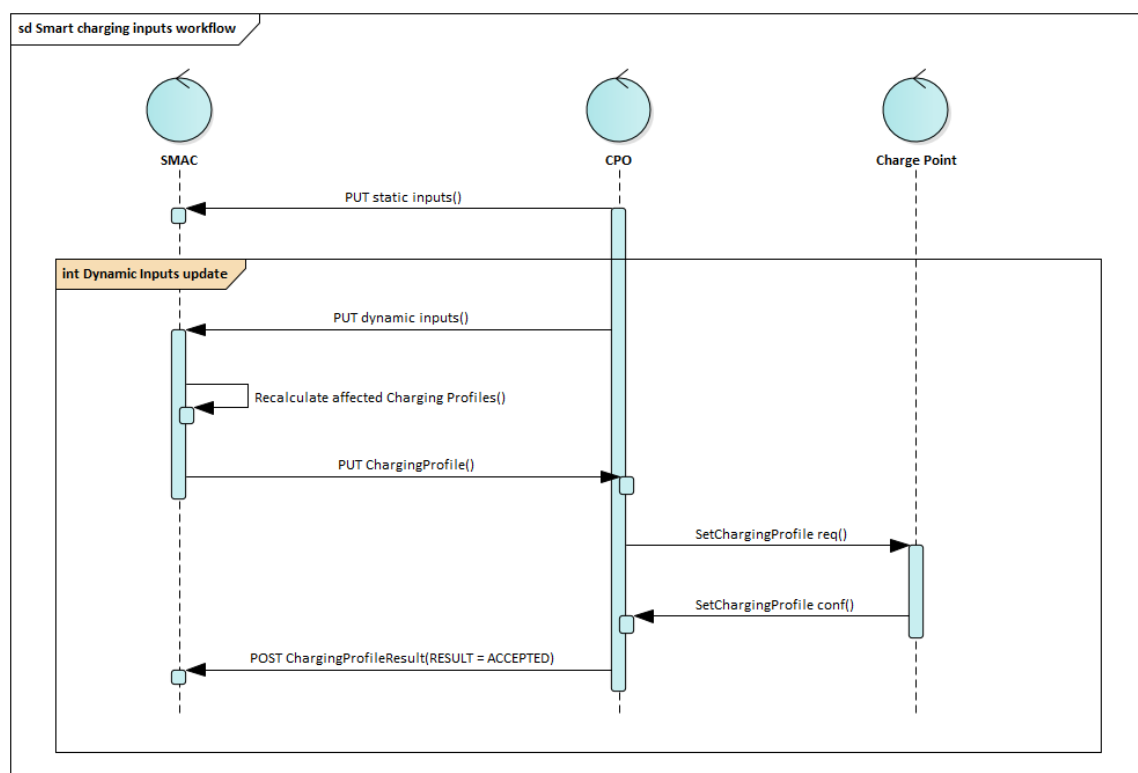 sd Smart charging inputs workflow
SMAC
CPO
Charge Point
PUT static inputs()
int Dynamic Inputs update
PUT dynamic inputs()
Recalculate affected Charging Profiles()
PUT ChargingProfile()
SetChargingProfile req()
SetChargingProfile conf()
POST ChargingProfileResult(RESULT = ACCEPTED)